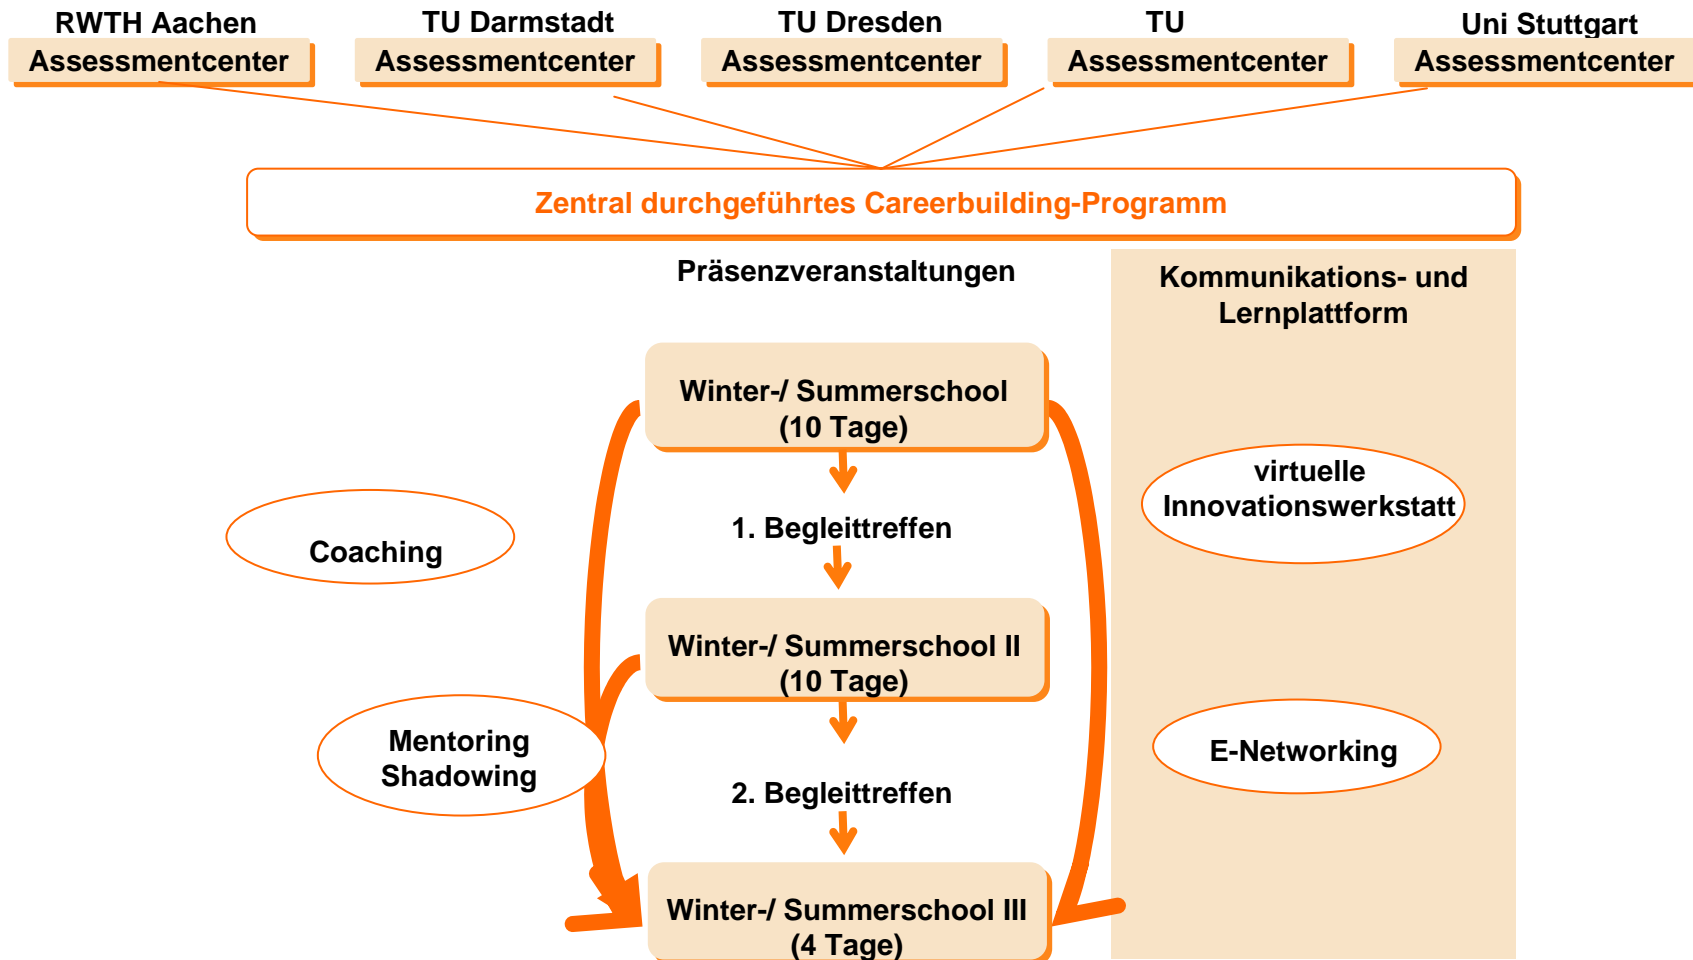 RWTH Aachen
Assessmentcenter
TU Darmstadt
Assessmentcenter
TU Dresden
Assessmentcenter
TU
Assessmentcenter
Uni Stuttgart
Assessmentcenter
Zentral durchgeführtes Careerbuilding-Programm
Präsenzveranstaltungen
Kommunikations- und
Lernplattform
Winter-/ Summerschool
(10 Tage)
1. Begleittreffen
Winter-/ Summerschool II
(10 Tage)
2. Begleittreffen
Winter-/ Summerschool III
(4 Tage)
Coaching
Mentoring
Shadowing
virtuelle
Innovationswerkstatt
E-Networking